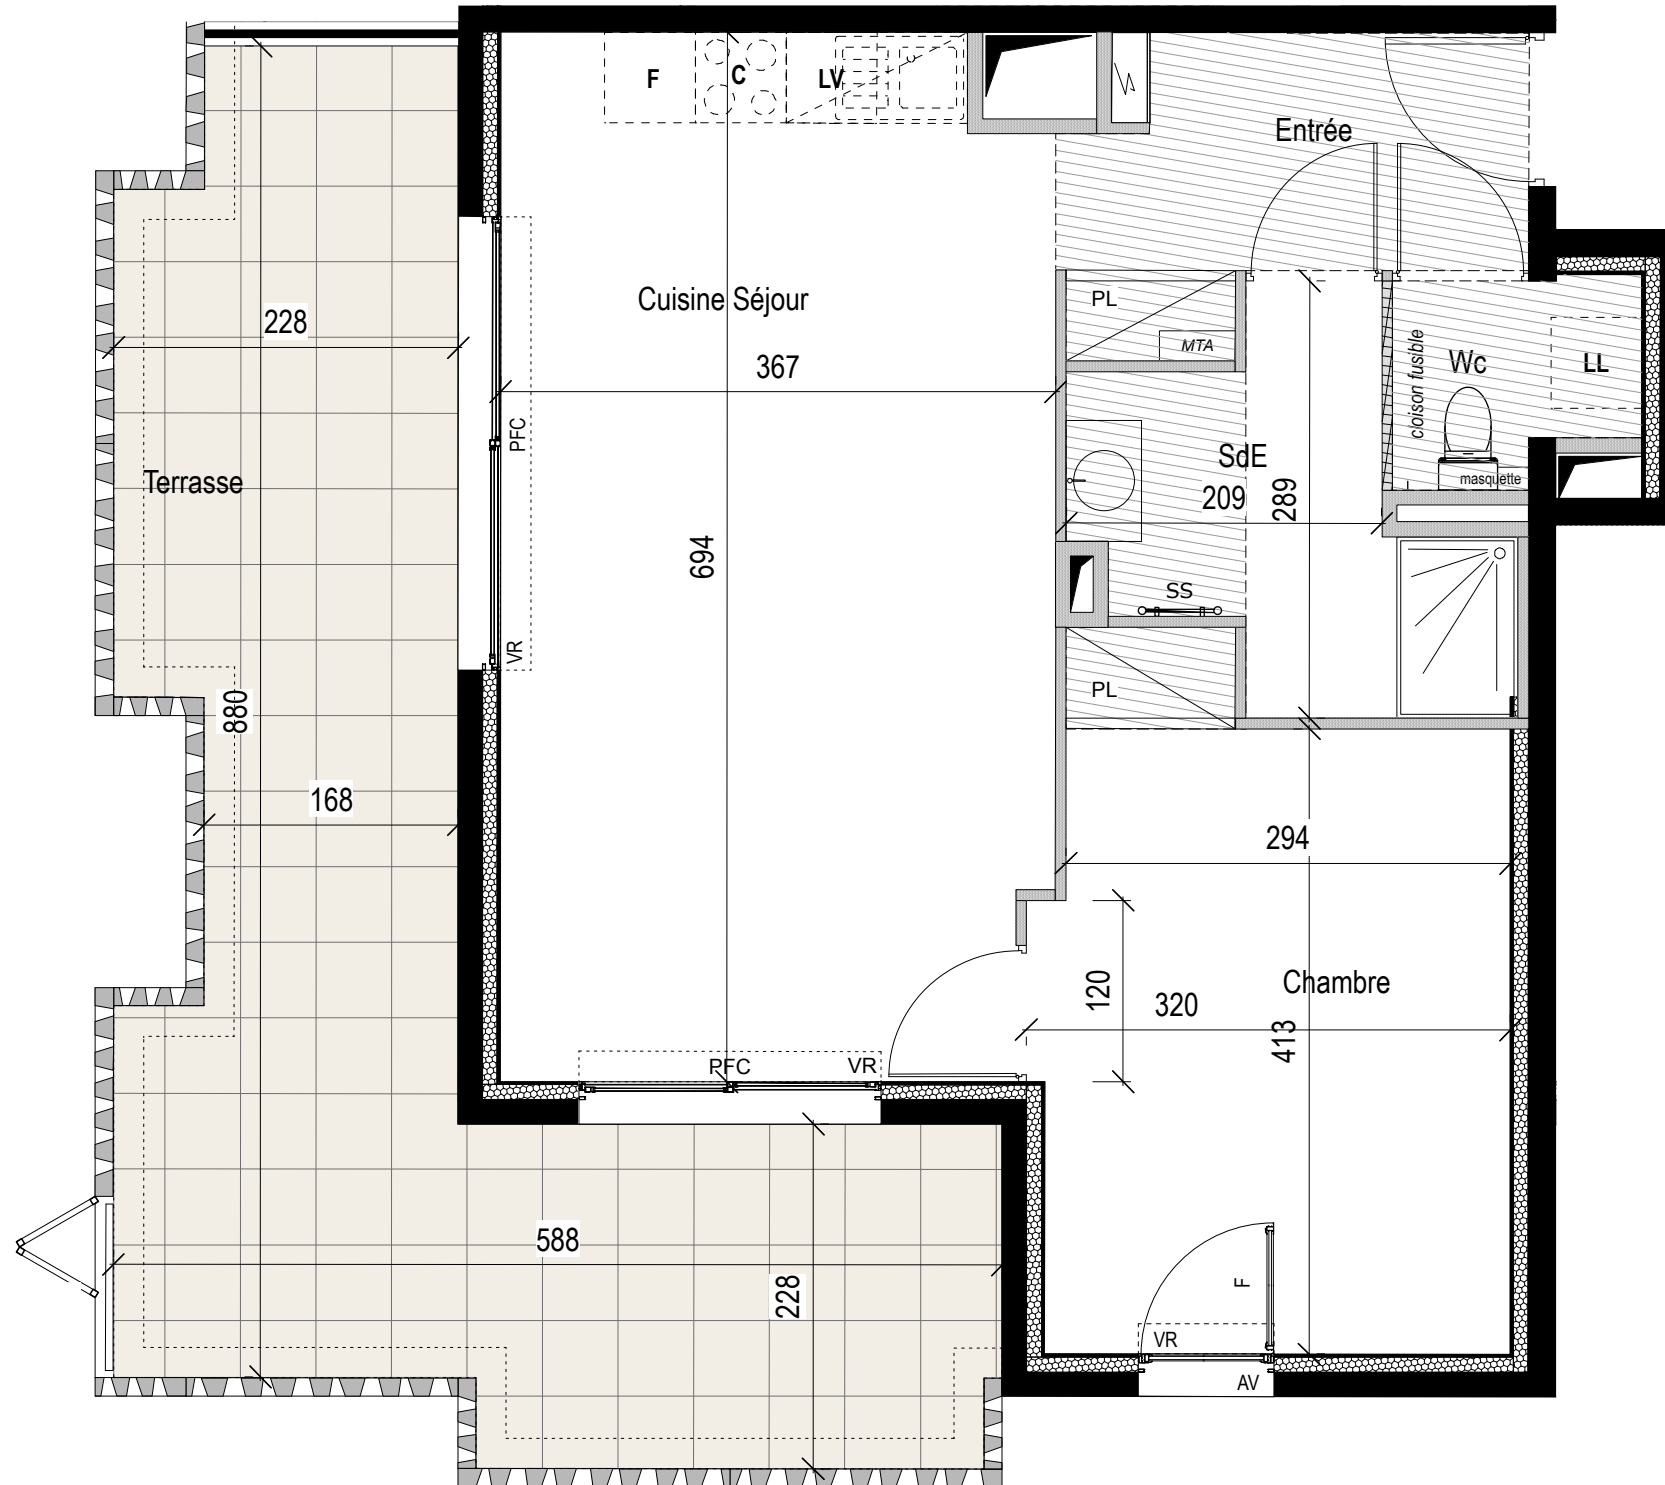 F
C
LV
Entrée
Cuisine Séjour
PL
MTA
228
367
cloison fusible
Wc
LL
PFC
Terrasse
SdE
masquette
209
289
694
SS
VR
PL
880
168
294
120
Chambre
320
413
PFC
VR
588
228
F
VR
AV